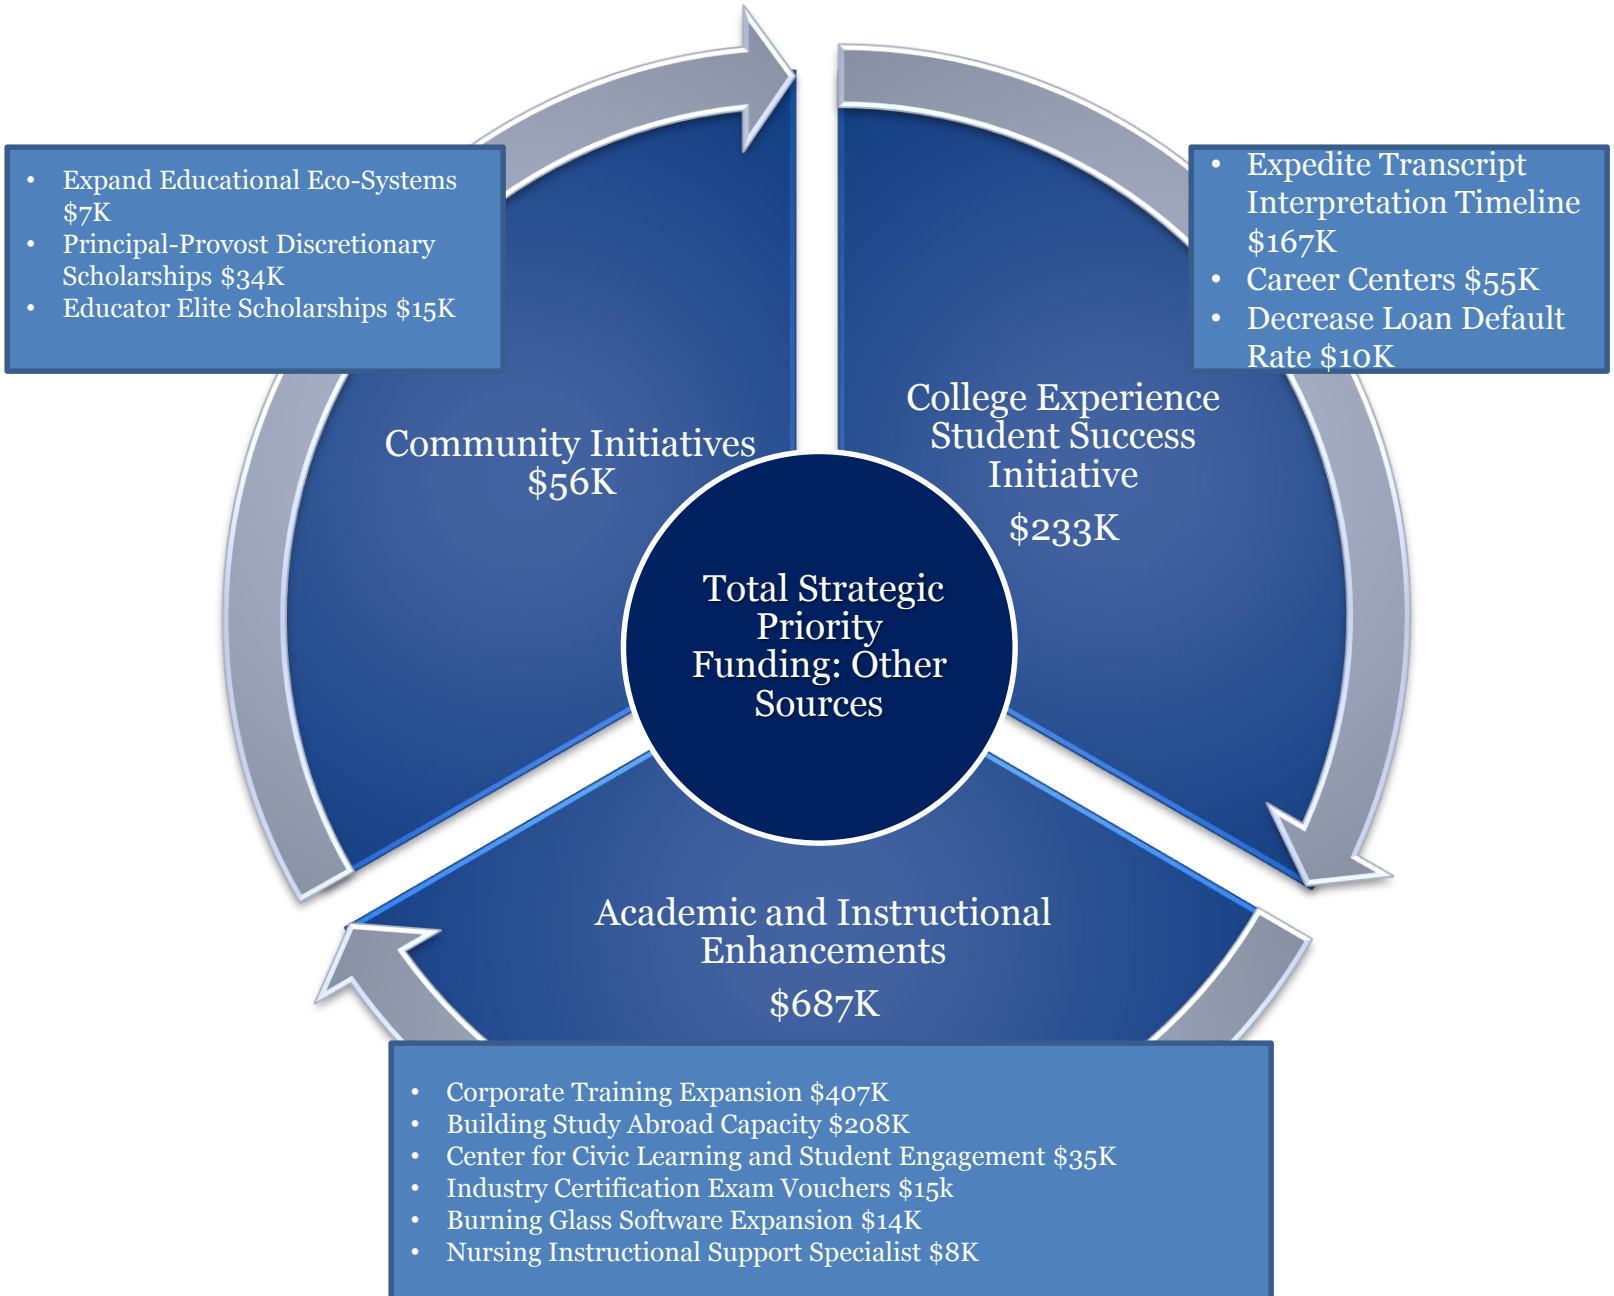 • Expand Educational Eco-Systems
$7K
• Principal-Provost Discretionary
Scholarships $34K
• Educator Elite Scholarships $15K
• Expedite Transcript
Interpretation Timeline
$167K
• Career Centers $55K
• Decrease Loan Default
Rate $10K
Community Initiatives
$56K
College Experience
Student Success
Initiative
$233K
Total Strategic
Priority
Funding: Other
Sources
Academic and Instructional
Enhancements
$687K
• Corporate Training Expansion $407K
• Building Study Abroad Capacity $208K
• Center for Civic Learning and Student Engagement $35K
• Industry Certification Exam Vouchers $15k
• Burning Glass Software Expansion $14K
• Nursing Instructional Support Specialist $8K